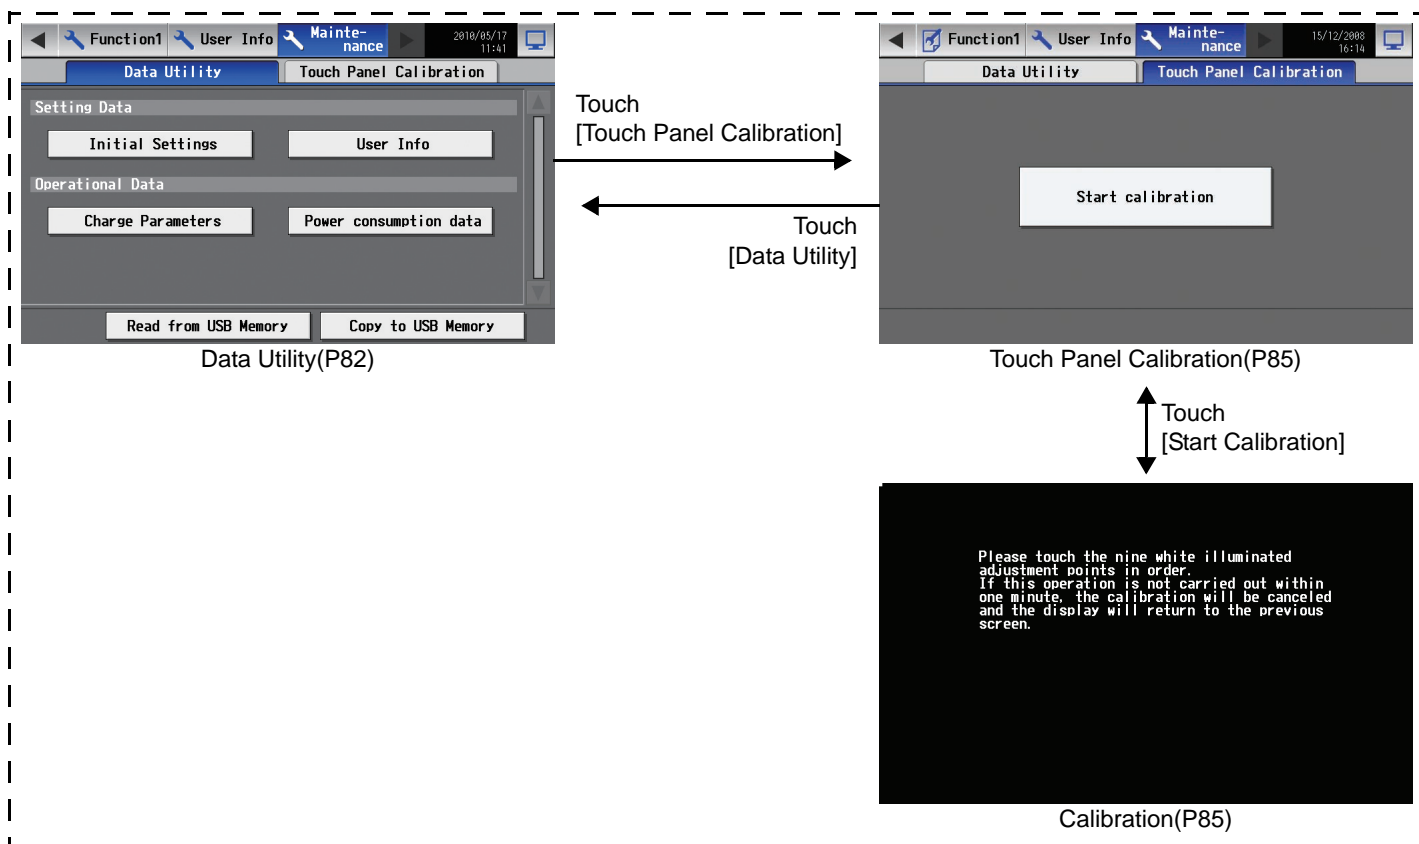 Function1 User Info Mainte-
nance 2010/05/17
11:41
Data Utility Touch Panel Calibration
Setting Data
Initial Settings User Info
Operational Data
Charge Parameters Power consumption data
Read from USB Memory Copy to USB Memory
Data Utility(P82)
Touch
[Touch Panel Calibration]
Touch
[Data Utility]
Function1 User Info Mainte-
nance 15/12/2008
16:14
Data Utility Touch Panel Calibration
Start calibration
Touch Panel Calibration(P85)
Touch
[Start Calibration]
Please touch the nine white illuminated
adjustment points in order.
If this operation is not carried out within
one minute, the calibration will be canceled
and the display will return to the previous
screen.
Calibration(P85)